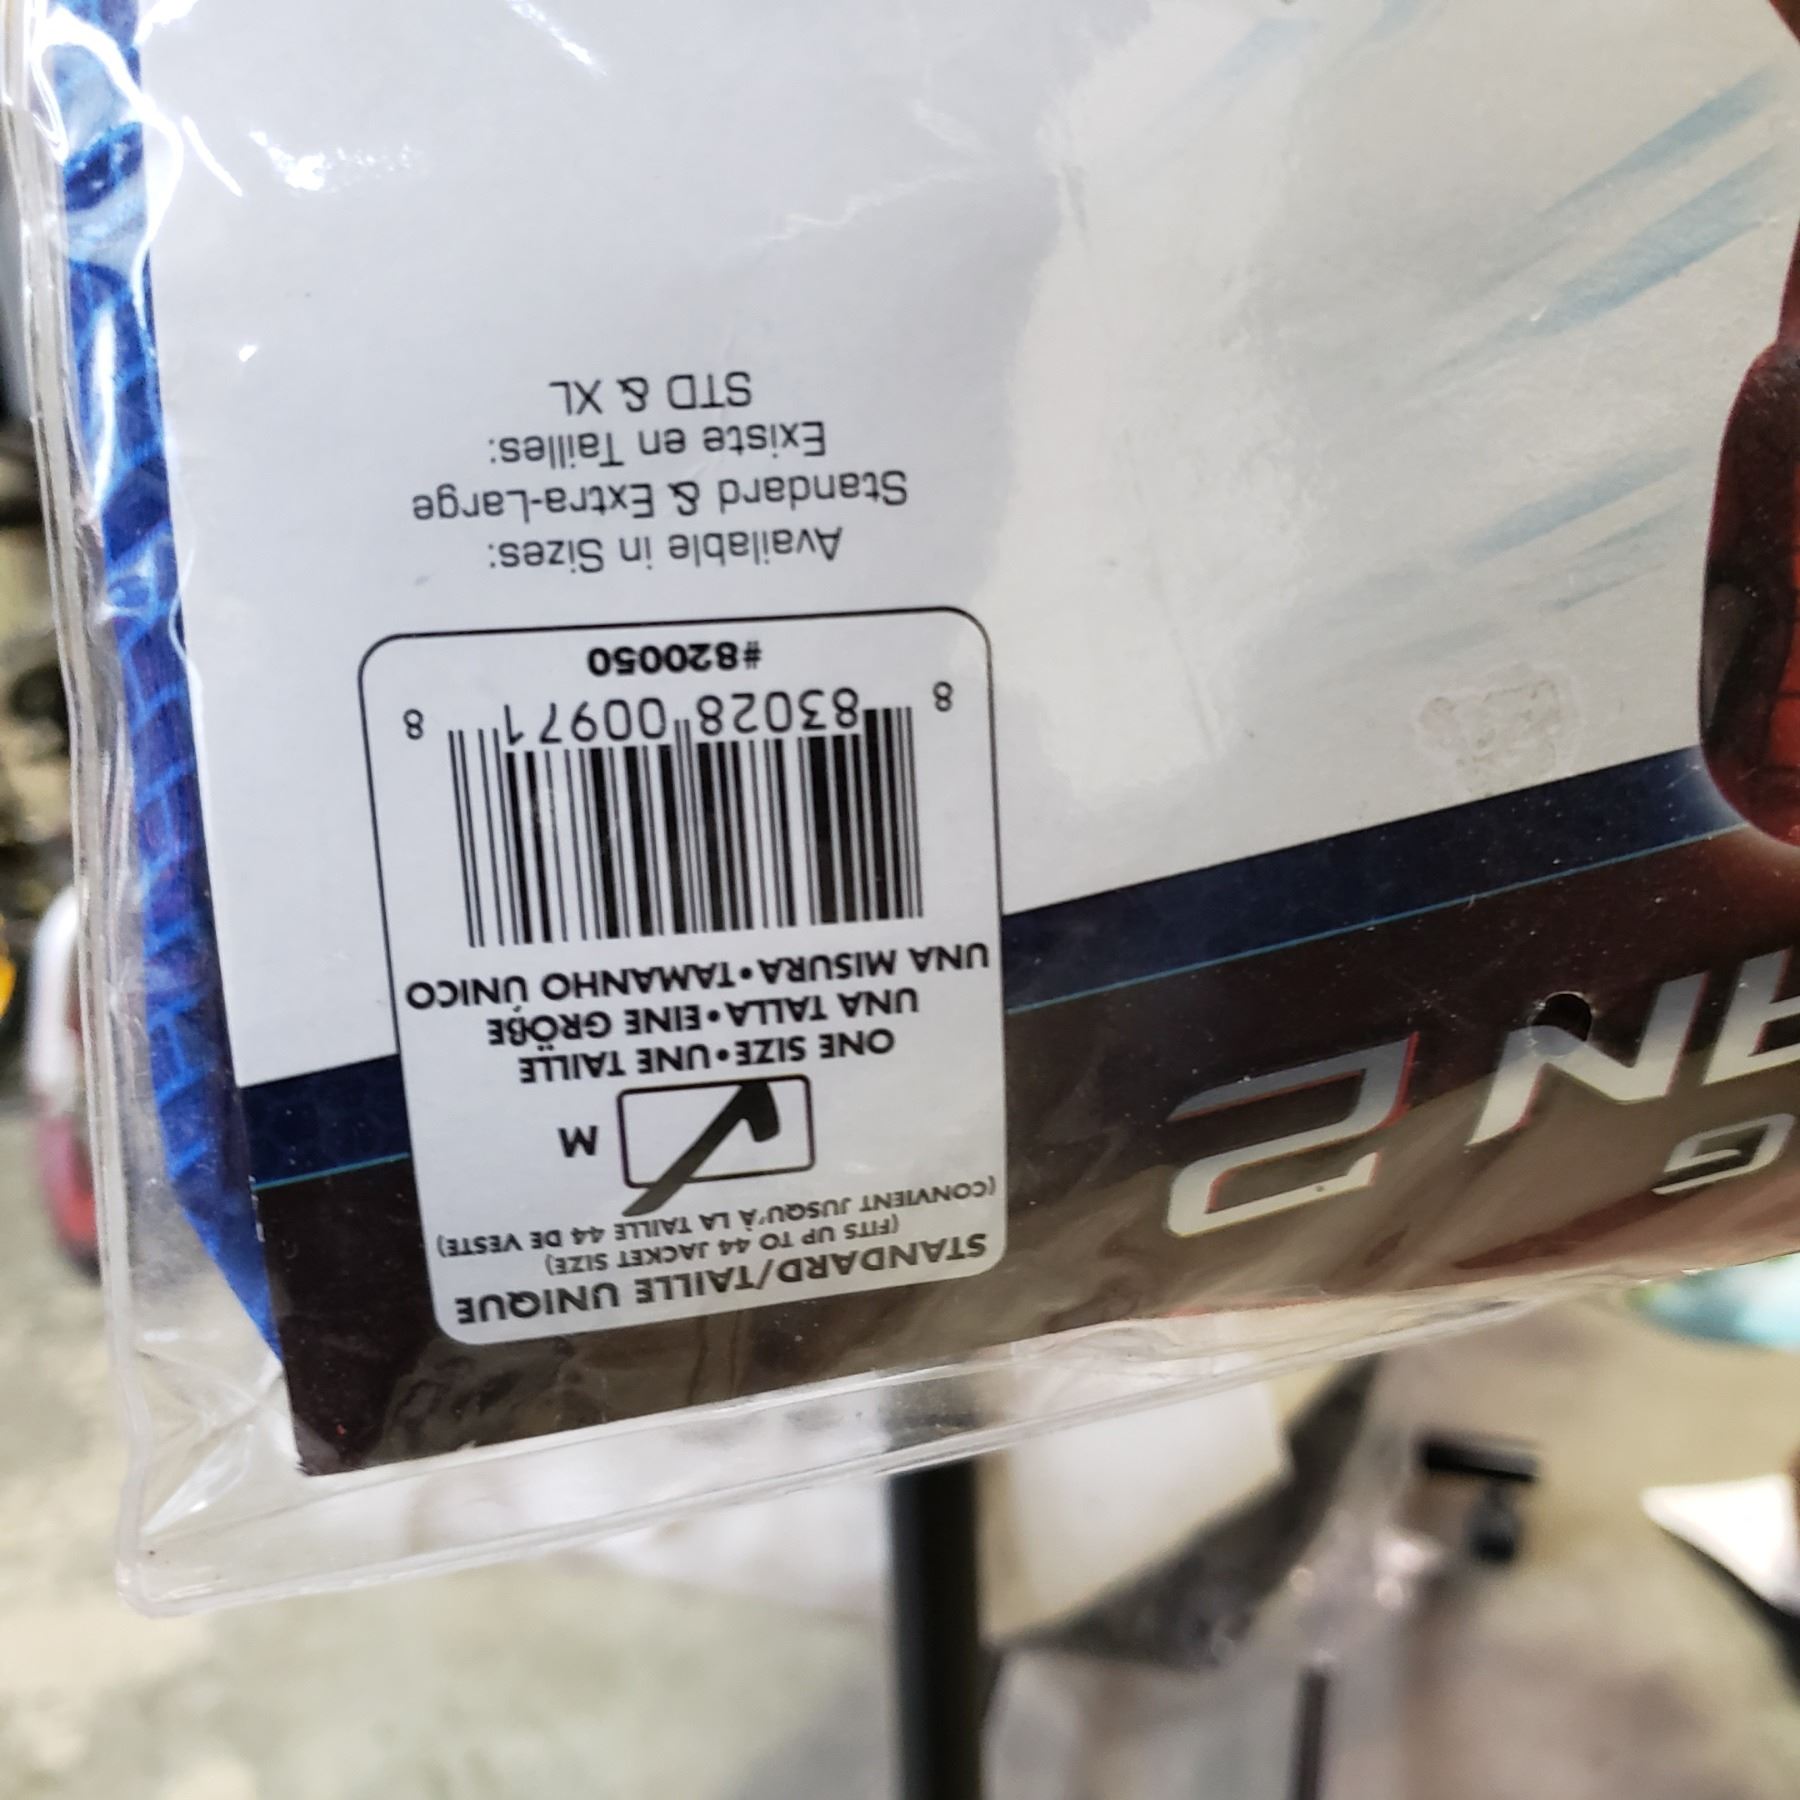 STANDARD/TAILLE UNIQUE
(FITS UP TO 44 JACKET SIZE)
(CONVIENT JUSQU'À LA TAILLE 44 DE VESTE)
M
ONE SIZE•UNE TAILLE
UNA TALLA•EINE GRÖßE
UNA MISURA•TAMANHO ÚNICO
8 83028 00971 8
#820050
Available in Sizes:
Standard & Extra-Large
Existe en Tailles:
STD & XL